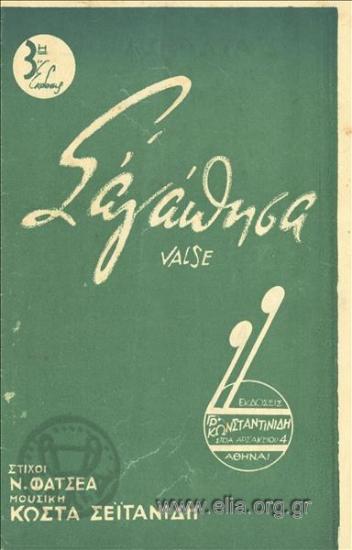 3η
Έκδοσις
Σ' αγάπησα
VALSE
ΕΚΔΟΣΕΙΣ
ΓΡ. ΚΩΝΣΤΑΝΤΙΝΙΔΗ
ΣΤΟΑ ΑΡΣΑΚΕΙΟΥ 4
ΑΘΗΝΑΙ
ΣΤΙΧΟΙ
Ν. ΦΑΤΣΕΑ
ΜΟΥΣΙΚΗ
ΚΩΣΤΑ ΣΕΪΤΑΝΙΔΗ
www.elia.org.gr